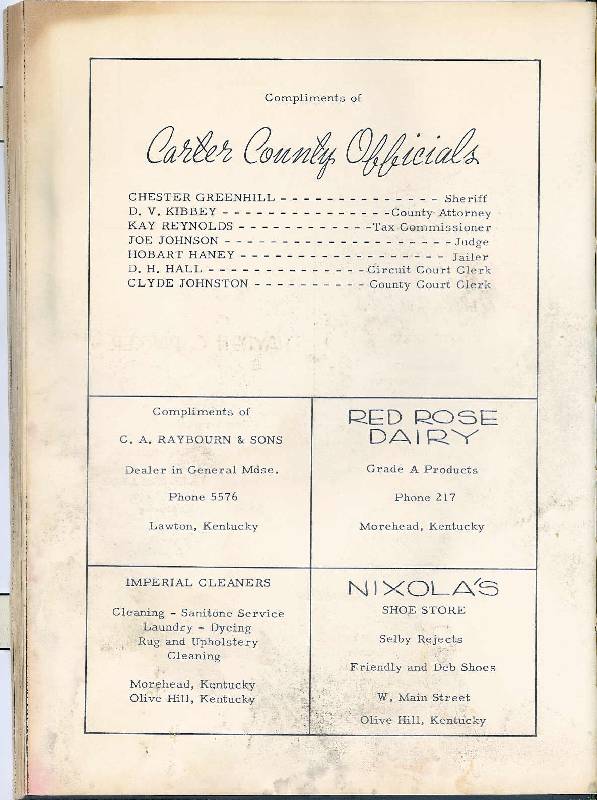 Compliments of
Carter County Officials
CHESTER GREENHILL - - - - - - - - - - - - - - Sheriff
D. V. KIBBEY - - - - - - - - - - - - - - - -County Attorney
KAY REYNOLDS - - - - - - - - - - - -Tax Commissioner
JOE JOHNSON - - - - - - - - - - - - - - - - - - - -Judge
HOBART HANEY - - - - - - - - - - - - - - - - - Jailer
D. H. HALL - - - - - - - - - - - - - -Circuit Court Clerk
CLYDE JOHNSTON - - - - - - - - - - County Court Clerk
Compliments of
C. A. RAYBOURN & SONS
Dealer in General Mdse.
Phone 5576
Lawton, Kentucky
RED ROSE
DAIRY
Grade A Products
Phone 217
Morehead, Kentucky
IMPERIAL CLEANERS
Cleaning - Sanitone Service
Laundry - Dyeing
Rug and Upholstery
Cleaning
Morehead, Kentucky
Olive Hill, Kentucky
NIXOLA'S
SHOE STORE
Selby Rejects
Friendly and Deb Shoes
W. Main Street
Olive Hill, Kentucky